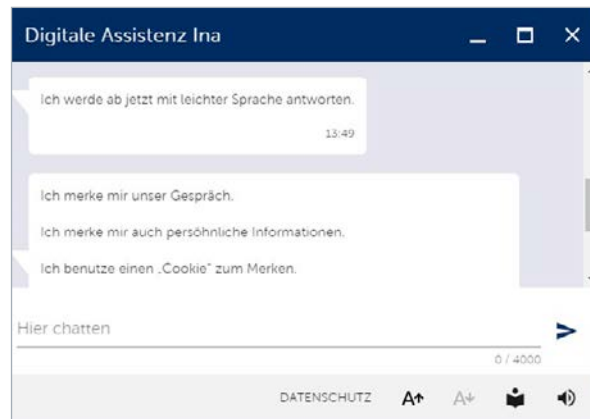 Digitale Assistenz Ina
Ich werde ab jetzt mit leichter Sprache antworten.
13:49
Ich merke mir unser Gespräch.
Ich merke mir auch persöhnliche Informationen.
Ich benutze einen „Cookie" zum Merken.
Hier chatten
0 / 4000
DATENSCHUTZ A A